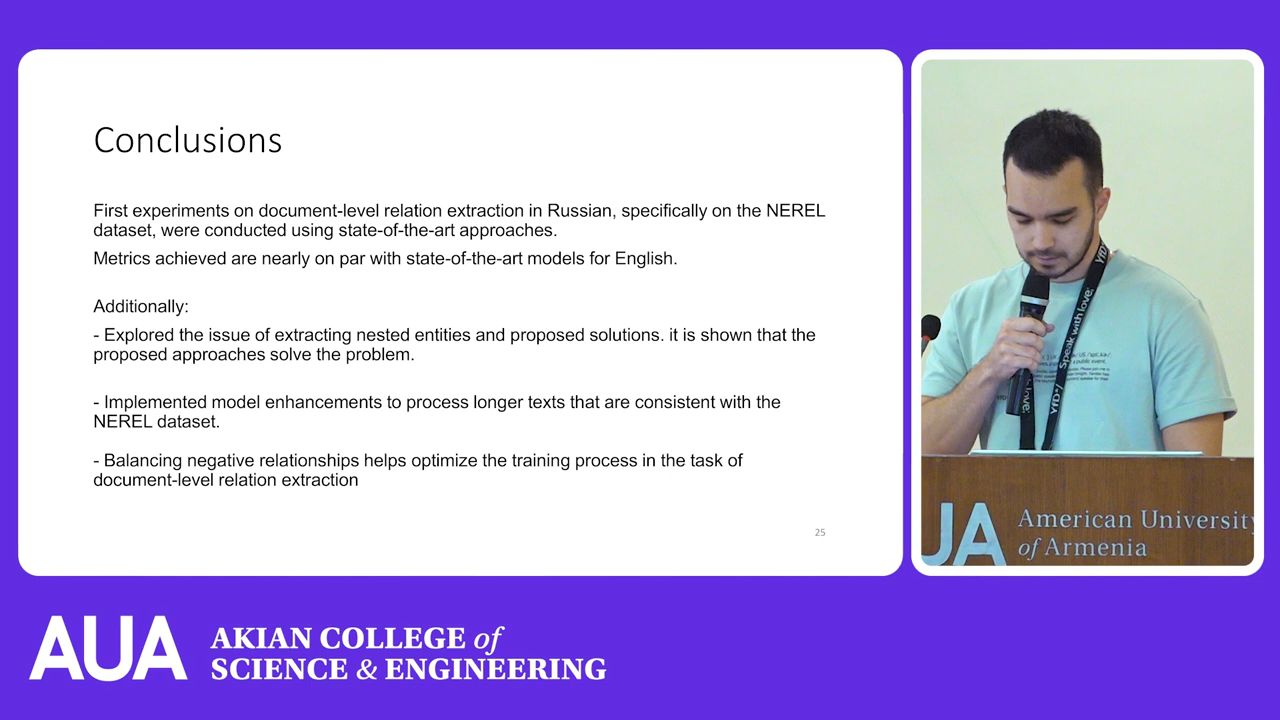 Conclusions
First experiments on document-level relation extraction in Russian, specifically on the NEREL
dataset, were conducted using state-of-the-art approaches.
Metrics achieved are nearly on par with state-of-the-art models for English.
Additionally:
- Explored the issue of extracting nested entities and proposed solutions. it is shown that the
proposed approaches solve the problem.
- Implemented model enhancements to process longer texts that are consistent with the
NEREL dataset.
- Balancing negative relationships helps optimize the training process in the task of
document-level relation extraction
25
Speak with love:
American University
of Armenia
AUA
AKIAN COLLEGE of
SCIENCE & ENGINEERING